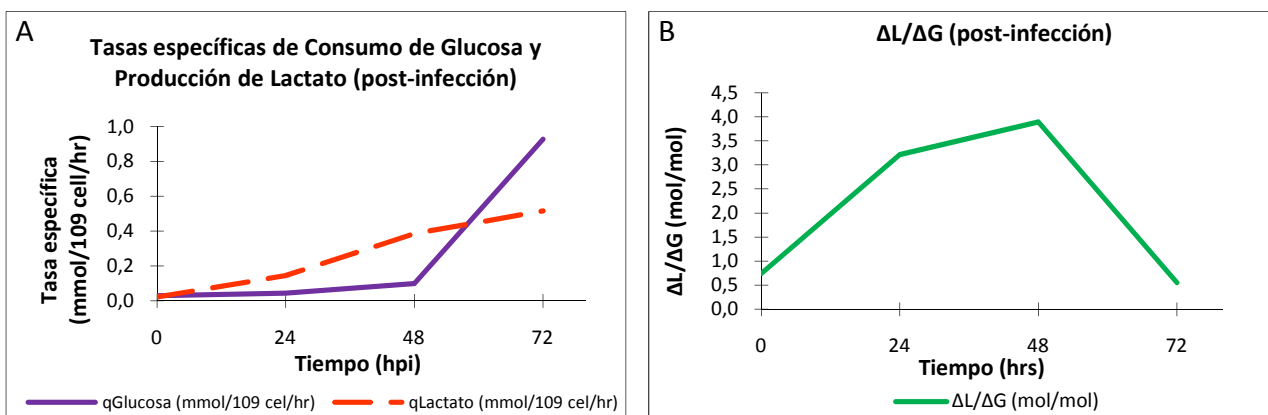 A
Tasas específicas de Consumo de Glucosa y
Producción de Lactato (post-infección)
Tasa específica
(mmol/109 cell/hr)
1,0
0,8
0,6
0,4
0,2
0,0
0 24 48 72
Tiempo (hpi)
qGlucosa (mmol/109 cel/hr) qLactato (mmol/109 cel/hr)
B
ΔL/ΔG (post-infección)
ΔL/ΔG (mol/mol)
4,5
4,0
3,5
3,0
2,5
2,0
1,5
1,0
0,5
0,0
0 24 48 72
Tiempo (hrs)
ΔL/ΔG (mol/mol)